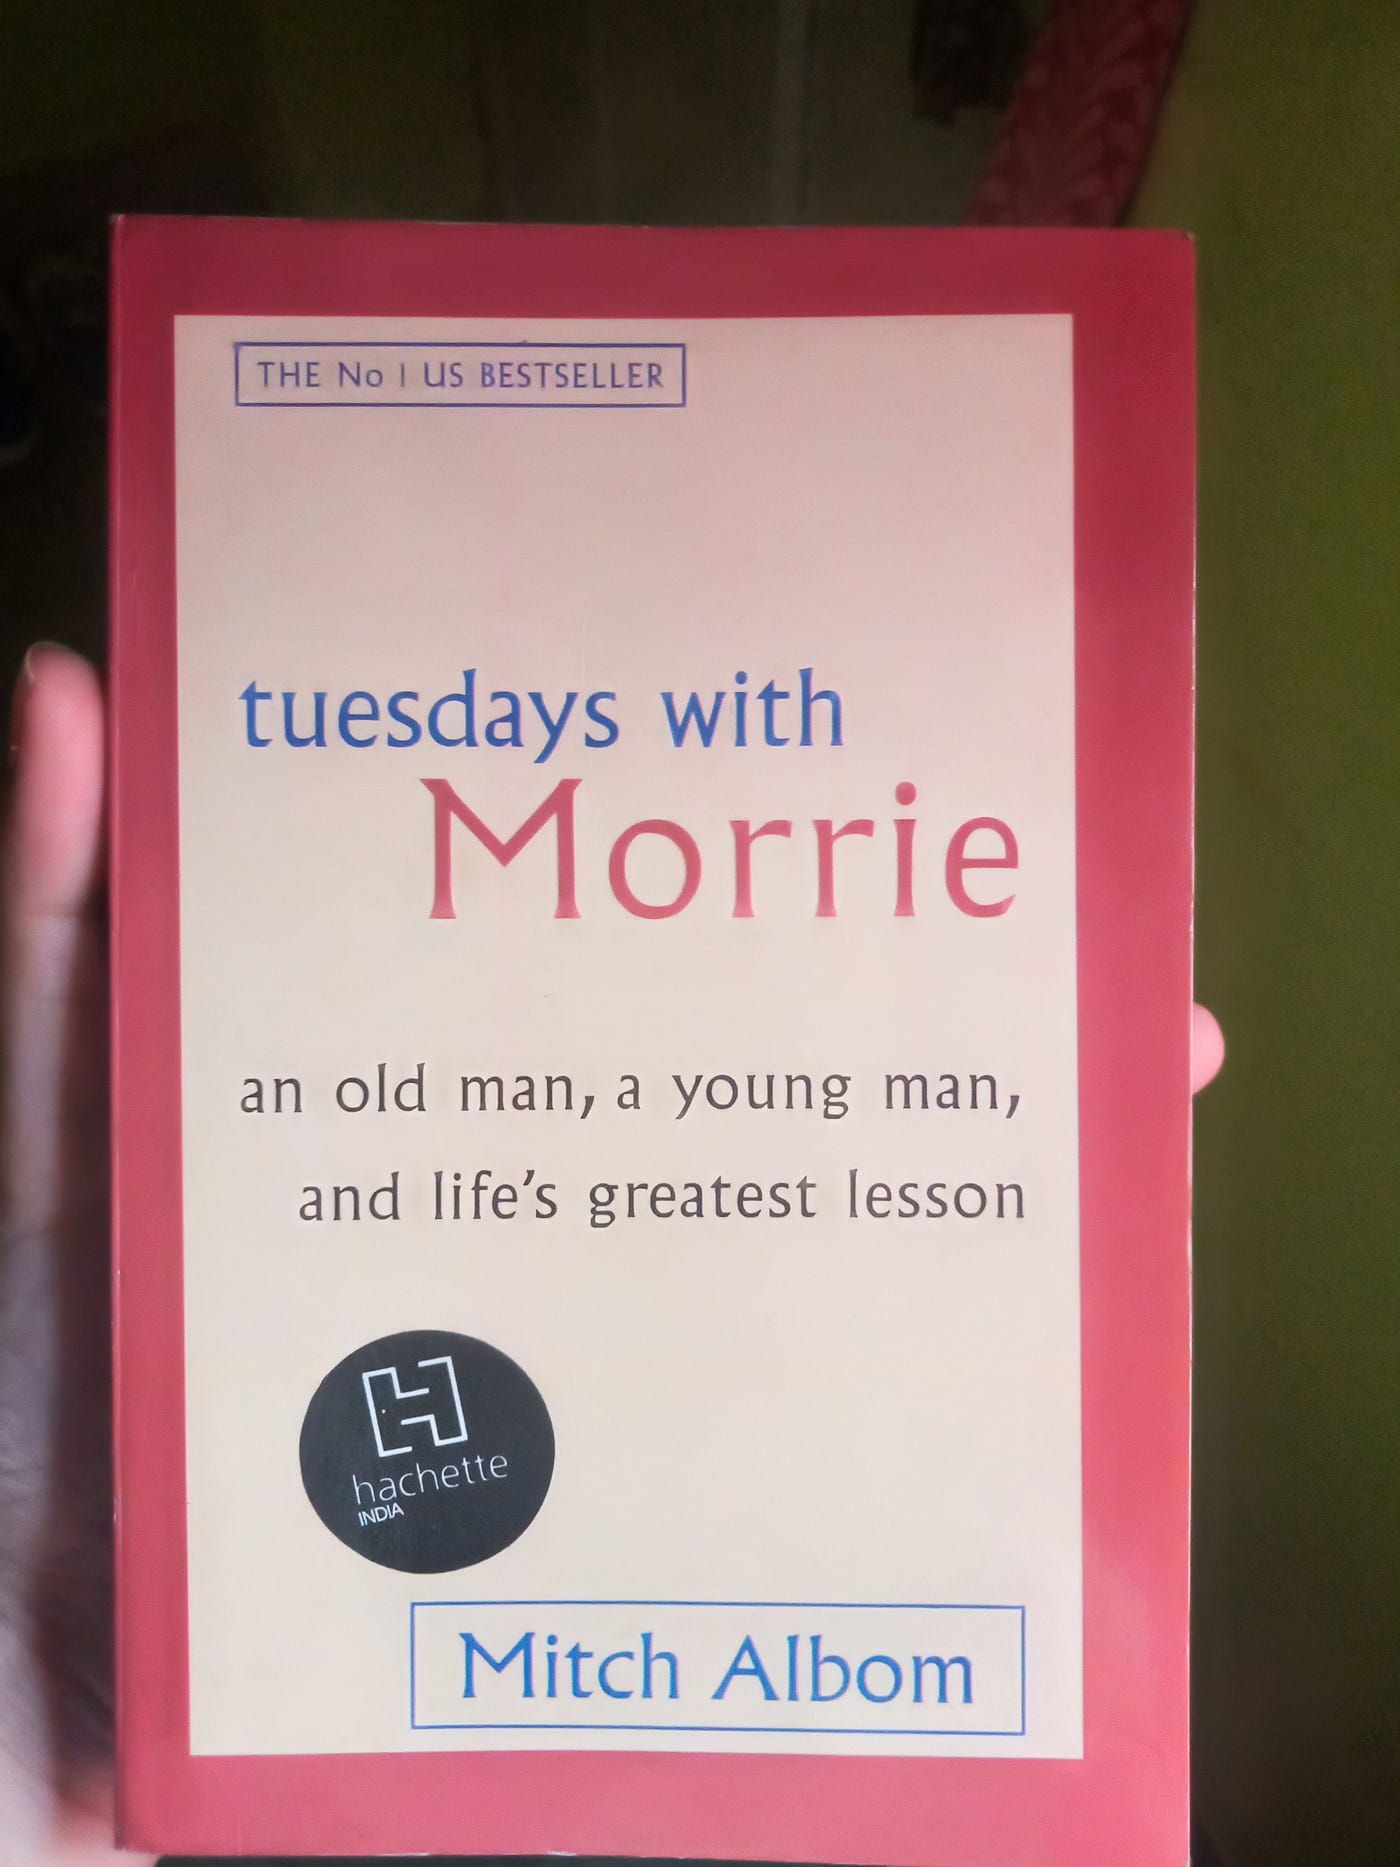 THE No 1 US BESTSELLER
tuesdays with
Morrie
an old man, a young man,
and life's greatest lesson
hachette
INDIA
Mitch Albom